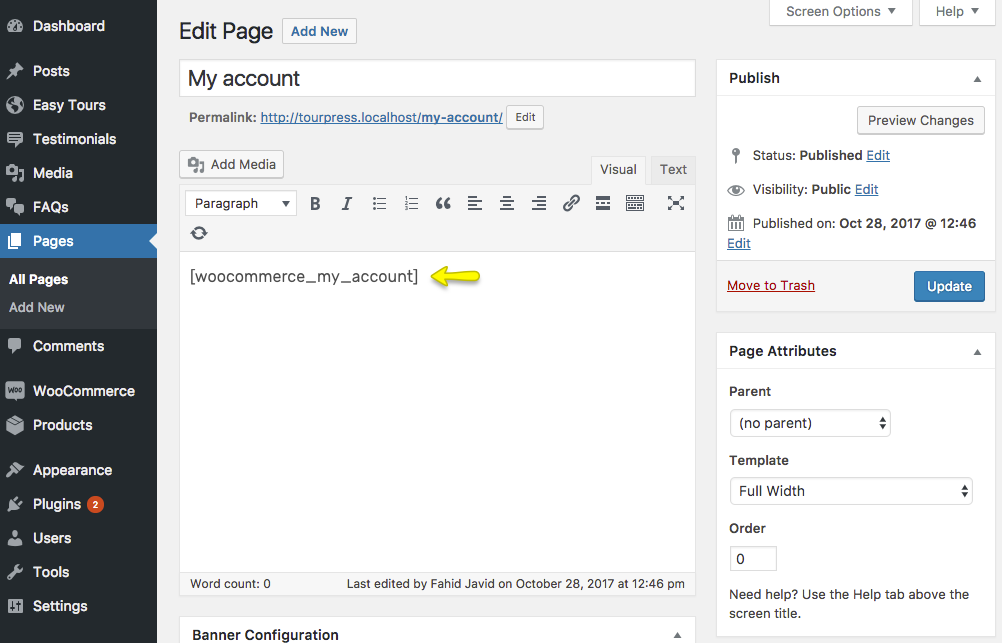 Dashboard
Posts
Easy Tours
Testimonials
Media
FAQs
Pages
All Pages
Add New
Comments
WOO WooCommerce
Products
Appearance
Plugins 2
Users
Tools
Settings
Screen Options Help
Edit Page Add New
My account
Permalink: http://tourpress.localhost/my-account/ Edit
Add Media
Visual Text
Paragraph B I
[woocommerce_my_account]
Word count: 0 Last edited by Fahid Javid on October 28, 2017 at 12:46 pm
Banner Configuration
Publish
Preview Changes
Status: Published Edit
Visibility: Public Edit
Published on: Oct 28, 2017 @ 12:46
Edit
Move to Trash Update
Page Attributes
Parent
(no parent)
Template
Full Width
Order
0
Need help? Use the Help tab above the
screen title.